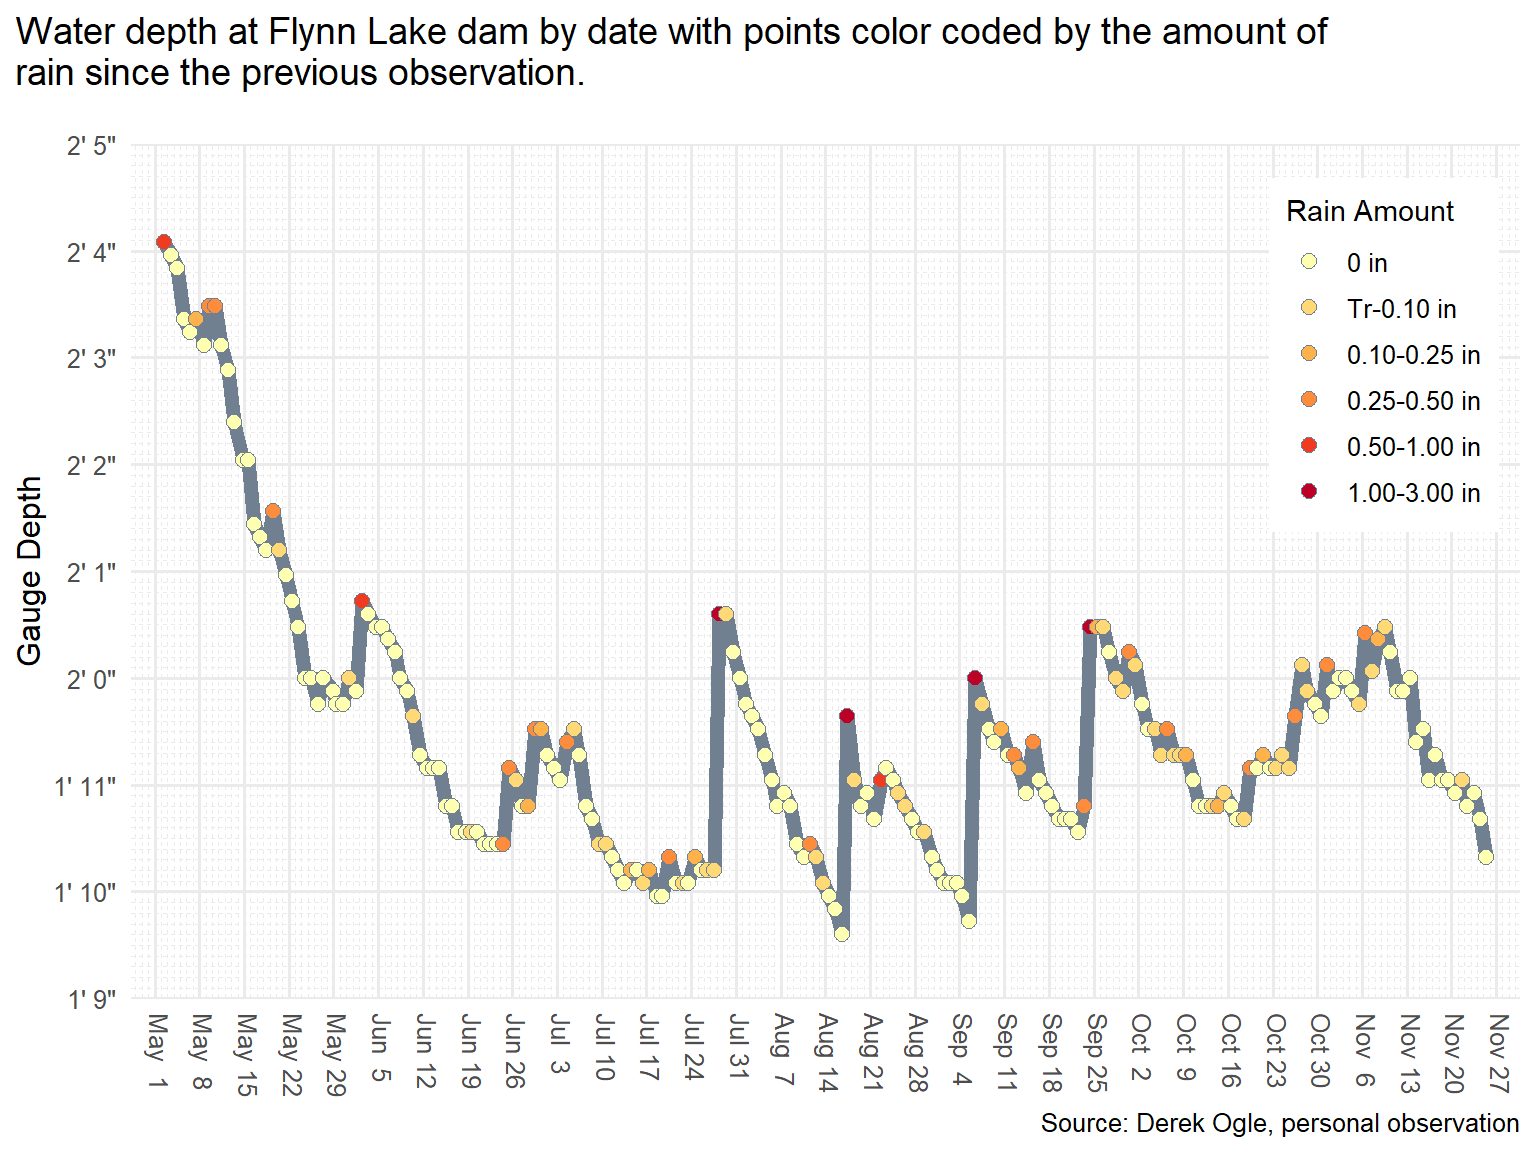 Water depth at Flynn Lake dam by date with points color coded by the amount of
rain since the previous observation.
2' 5"
2' 4"
2' 3"
2' 2"
2' 1"
2' 0"
1' 11"
1' 10"
1' 9"
Gauge Depth
Rain Amount
0 in
Tr-0.10 in
0.10-0.25 in
0.25-0.50 in
0.50-1.00 in
1.00-3.00 in
May 1
May 8
May 15
May 22
May 29
Jun 5
Jun 12
Jun 19
Jun 26
Jul 3
Jul 10
Jul 17
Jul 24
Jul 31
Aug 7
Aug 14
Aug 21
Aug 28
Sep 4
Sep 11
Sep 18
Sep 25
Oct 2
Oct 9
Oct 16
Oct 23
Oct 30
Nov 6
Nov 13
Nov 20
Nov 27
Source: Derek Ogle, personal observation